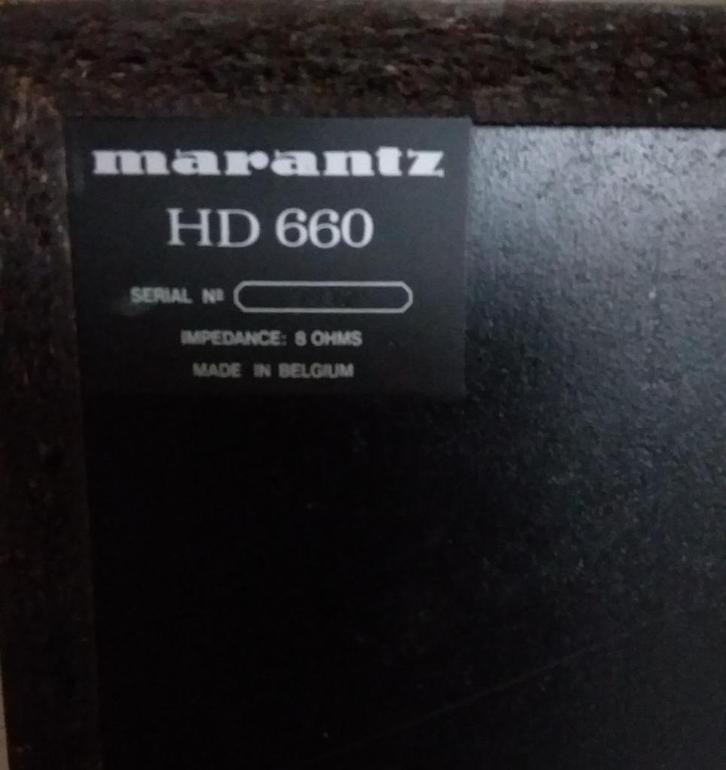 marantz
HD 660
SERIAL Nº
IMPEDANCE: 8 OHMS
MADE IN BELGIUM